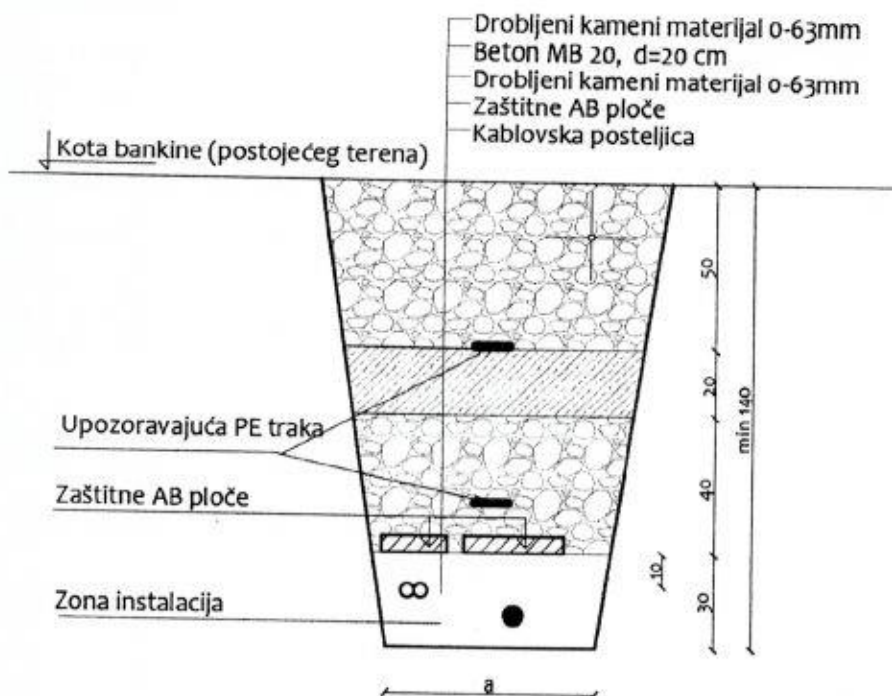 Drobljeni kameni materijal 0-63mm
Beton MB 20, d=20 cm
Drobljeni kameni materijal 0-63mm
Zaštitne AB ploče
Kablovska posteljica
Kota bankine (postojećeg terena)
50
20
min 140
Upozoravajuća PE traka
40
Zaštitne AB ploče
10
30
Zona instalacija
a